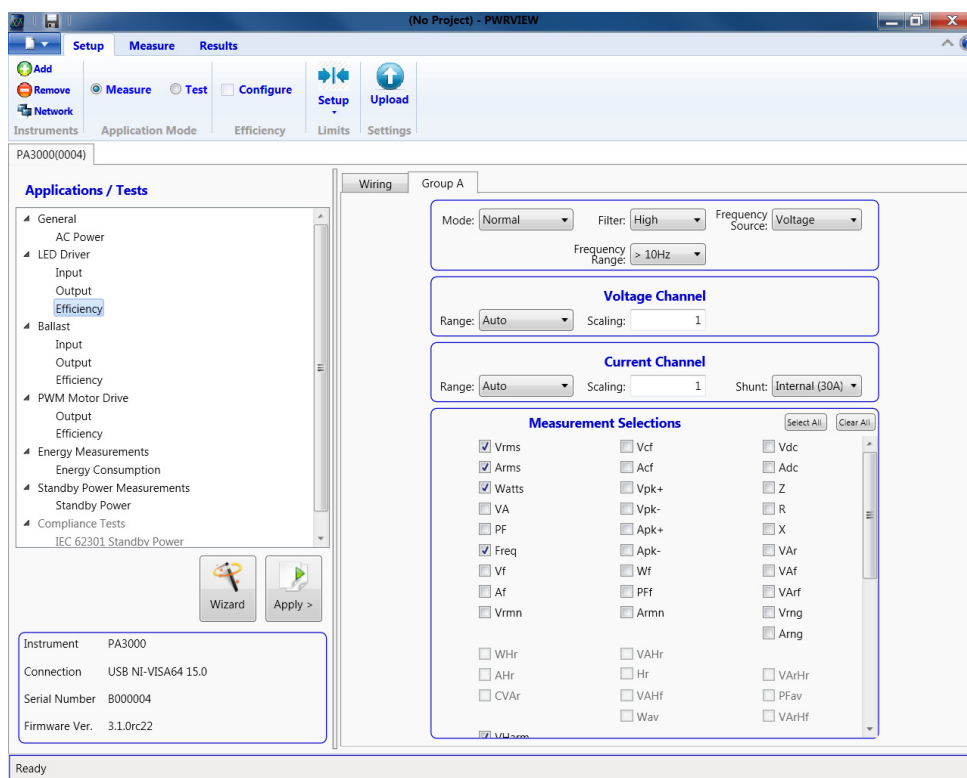 (No Project) - PWRVIEW
Setup Measure Results
Add
Remove
Network
Measure Test Configure
Setup
Upload
Instruments Application Mode Efficiency Limits Settings
PA3000(0004)
Applications / Tests
General
AC Power
LED Driver
Input
Output
Efficiency
Ballast
Input
Output
Efficiency
PWM Motor Drive
Output
Efficiency
Energy Measurements
Energy Consumption
Standby Power Measurements
Standby Power
Compliance Tests
IEC 62301 Standby Power
Wizard
Apply >
Instrument PA3000
Connection USB NI-VISA64 15.0
Serial Number B000004
Firmware Ver. 3.1.0rc22
Wiring Group A
Mode: Normal Filter: High Frequency Source: Voltage
Frequency Range: > 10Hz
Voltage Channel
Range: Auto Scaling: 1
Current Channel
Range: Auto Scaling: 1 Shunt: Internal (30A)
Measurement Selections Select All Clear All
Vrms Vcf Vdc
Arms Acf Adc
Watts Vpk+ Z
VA Vpk- R
PF Apk+ X
Freq Apk- VAr
Vf Wf VAf
Af PFf VArf
Vrmn Armn Vrng
Arng
WHr VAHr
AHr Hr VArHr
CVAr VAHf PFav
Wav VArHf
VHarm
Ready